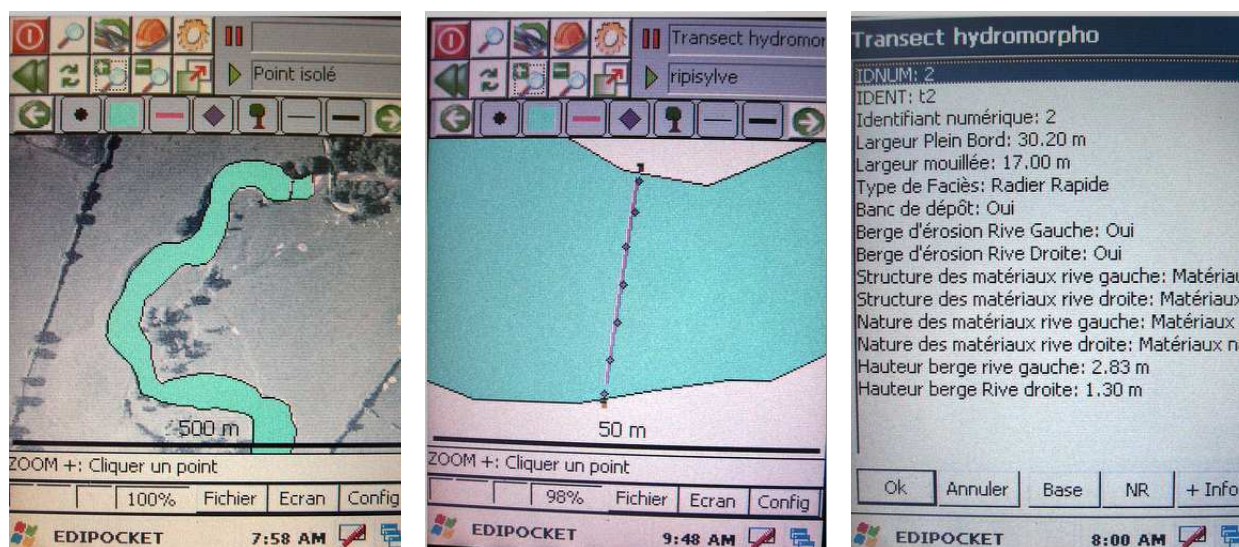 Point isolé
500 m
ZOOM +: Cliquer un point
100% Fichier Ecran Config
EDIPOCKET 7:58 AM
Transect hydromor
ripisylve
50 m
ZOOM +: Cliquer un point
98% Fichier Ecran Config
EDIPOCKET 9:48 AM
Transect hydromorpho
IDNUM: 2
IDENT: t2
Identifiant numérique: 2
Largeur Plein Bord: 30.20 m
Largeur mouillée: 17.00 m
Type de Faciès: Radier Rapide
Banc de dépôt: Oui
Berge d'érosion Rive Gauche: Oui
Berge d'érosion Rive Droite: Oui
Structure des matériaux rive gauche: Matériau
Structure des matériaux rive droite: Matériaux
Nature des matériaux rive gauche: Matériaux
Nature des matériaux rive droite: Matériaux n
Hauteur berge rive gauche: 2.83 m
Hauteur berge Rive droite: 1.30 m
Ok Annuler Base NR + Info
EDIPOCKET 8:00 AM